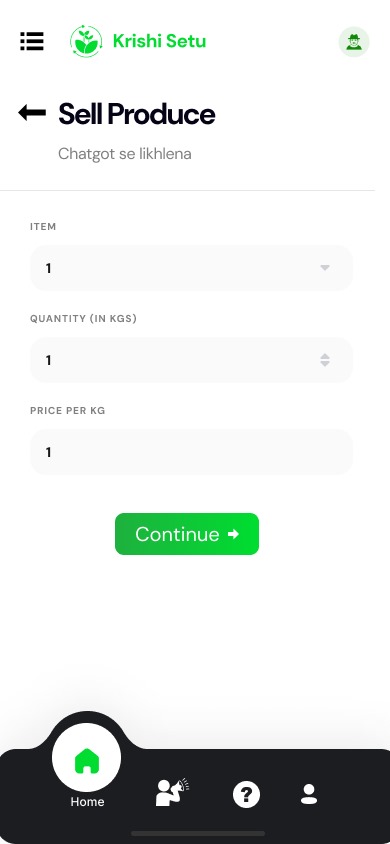 Krishi Setu
Sell Produce
Chatgot se likhlena
ITEM
1
QUANTITY (IN KGS)
1
PRICE PER KG
1
Continue
?
Home